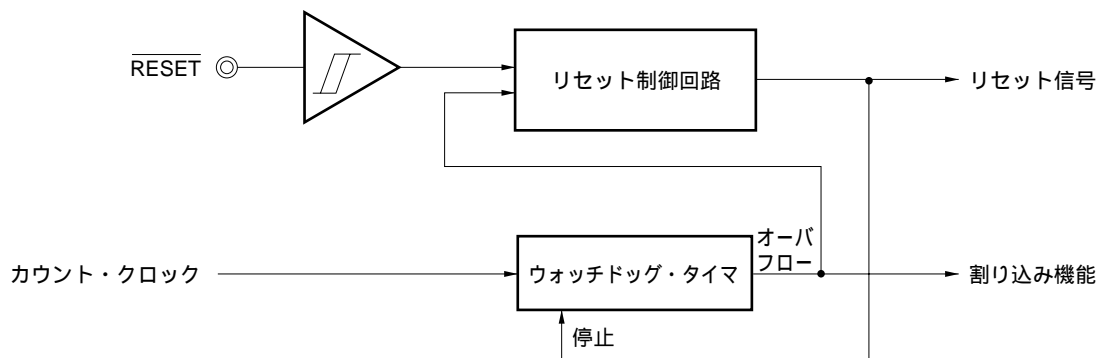 RESET
リセット制御回路
リセット信号
オーバ
フロー
カウント・クロック
ウォッチドッグ・タイマ
割り込み機能
停止